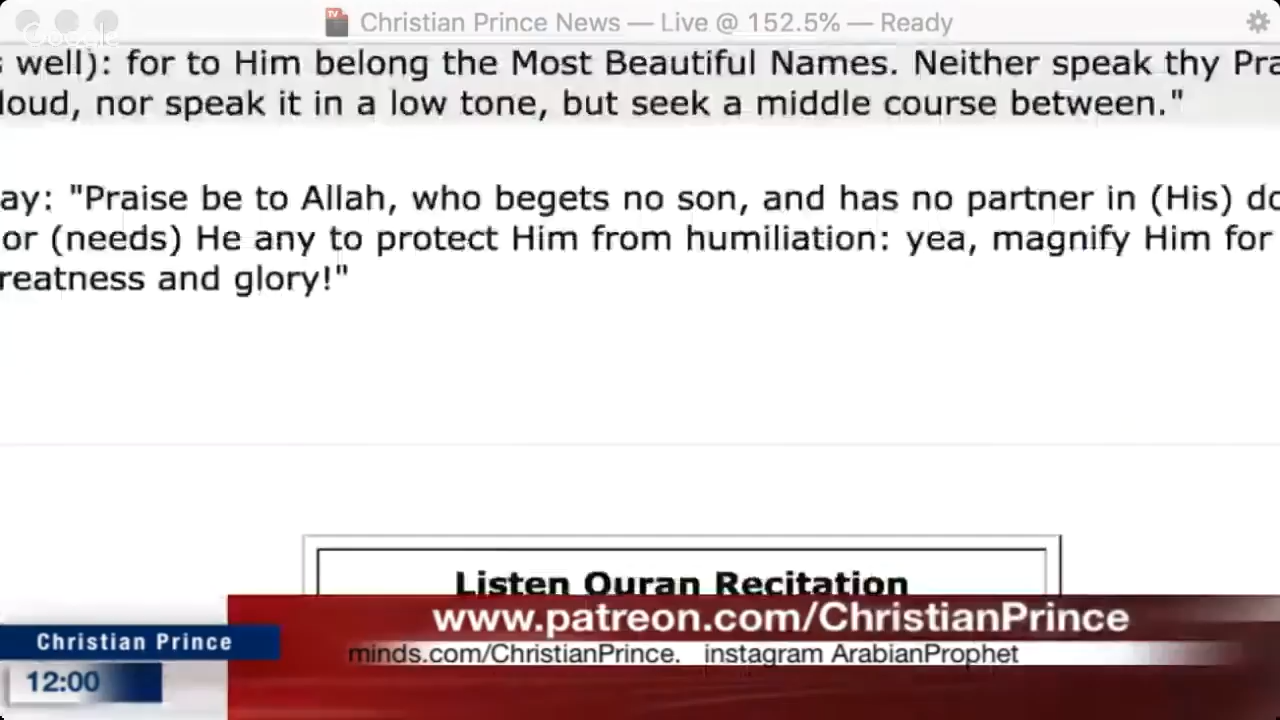 Christian Prince News — Live @ 152.5% — Ready
Google
well): for to Him belong the Most Beautiful Names. Neither speak thy Pra
loud, nor speak it in a low tone, but seek a middle course between."
ay: "Praise be to Allah, who begets no son, and has no partner in (His) do
or (needs) He any to protect Him from humiliation: yea, magnify Him for
reatness and glory!"
Listen Quran Recitation
www.patreon.com/ChristianPrince
Christian Prince
minds.com/ChristianPrince. instagram ArabianProphet
12:00